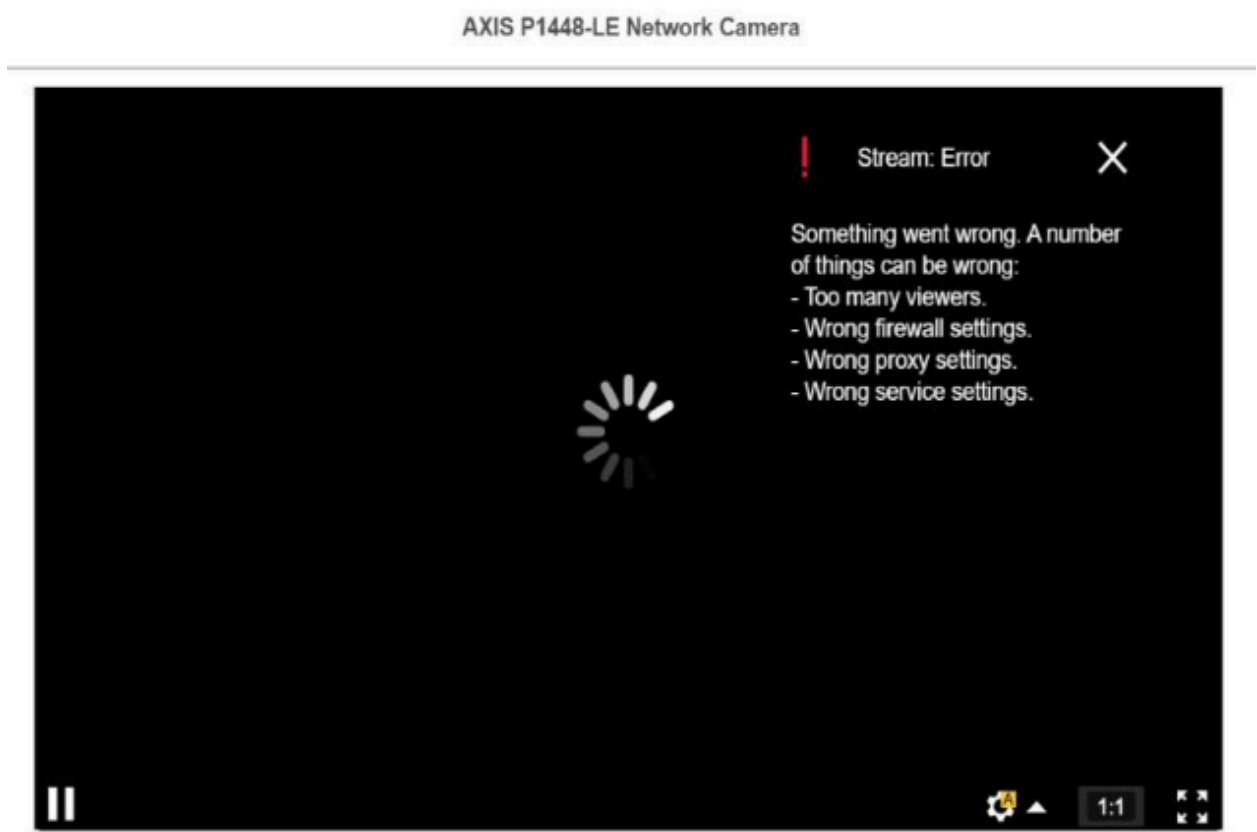 AXIS P1448-LE Network Camera
Stream: Error
Something went wrong. A number
of things can be wrong:
- Too many viewers.
- Wrong firewall settings.
- Wrong proxy settings.
- Wrong service settings.
A
1:1